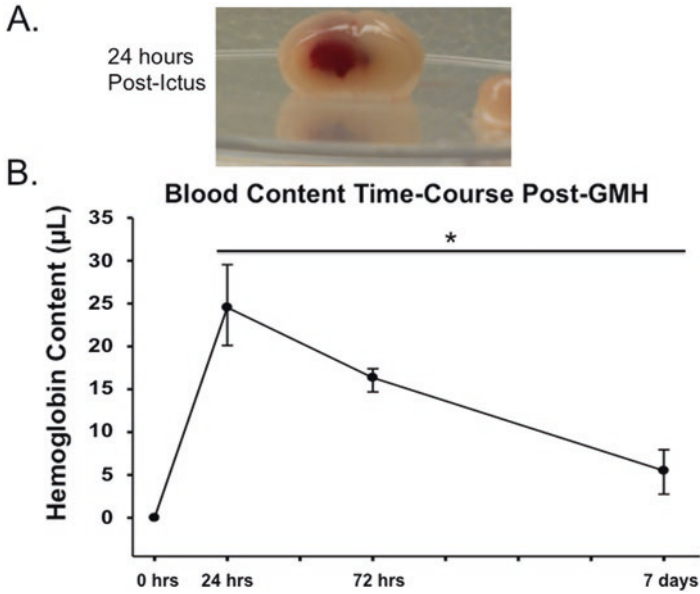 A.
24 hours
Post-Ictus
B.
Blood Content Time-Course Post-GMH
Hemoglobin Content (µL)
35
30
25
20
15
10
5
0
*
0 hrs 24 hrs 72 hrs 7 days